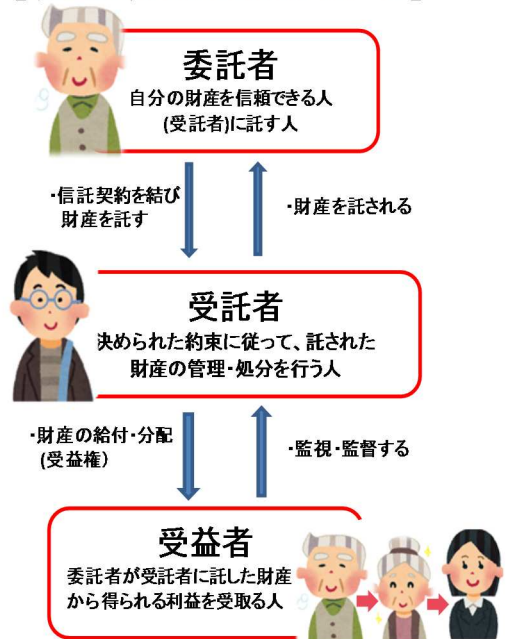 委託者
自分の財産を信頼できる人
(受託者)に託す人
・信託契約を結び
財産を託す
・財産を託される
受託者
決められた約束に従って、託された
財産の管理・処分を行う人
・財産の給付・分配
(受益権)
・監視・監督する
受益者
委託者が受託者に託した財産
から得られる利益を受取る人